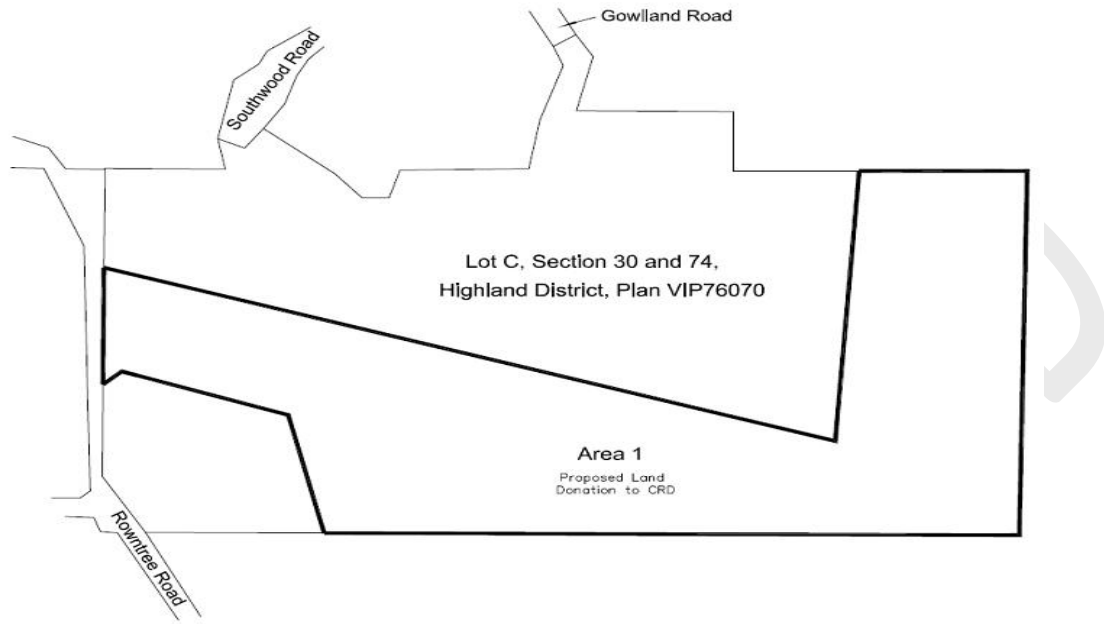 Gowlland Road
Southwood Road
Lot C, Section 30 and 74,
Highland District, Plan VIP76070
Area 1
Proposed Land
Donation to CRD
Rowntree Road